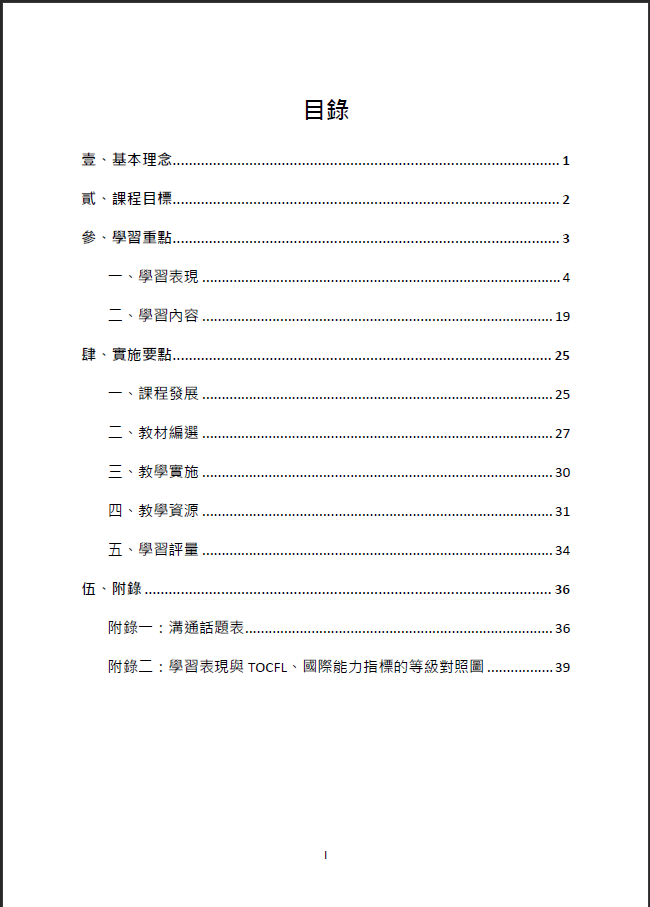 目錄
壹、基本理念........................................................................ 1
貳、課程目標........................................................................ 2
參、學習重點........................................................................ 3
一、學習表現 ........................................................................ 4
二、學習內容 ........................................................................ 19
肆、實施要點........................................................................ 25
一、課程發展 ........................................................................ 25
二、教材編選 ........................................................................ 27
三、教學實施 ........................................................................ 30
四、教學資源 ........................................................................ 31
五、學習評量 ........................................................................ 34
伍、附錄 ........................................................................ 36
附錄一：溝通話題表........................................................................ 36
附錄二：學習表現與 TOCFL、國際能力指標的等級對照圖 ................. 39
I